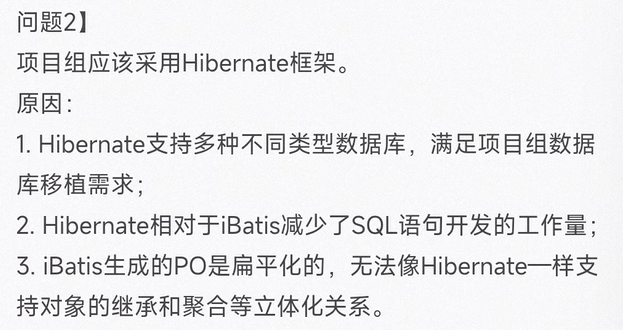 问题2】
项目组应该采用Hibernate框架。
原因：
1. Hibernate支持多种不同类型数据库，满足项目组数据
库移植需求；
2. Hibernate相对于iBatis减少了SQL语句开发的工作量；
3. iBatis生成的PO是扁平化的，无法像Hibernate一样支
持对象的继承和聚合等立体化关系。